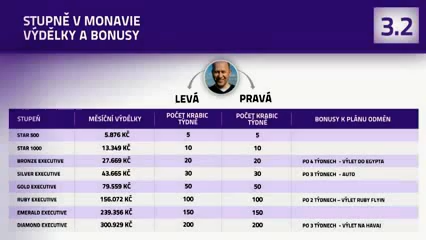 STUPNĚ V MONAVIE
VÝDĚLKY A BONUSY
3.2
LEVÁ PRAVÁ
STUPEŇ MĚSÍČNÍ VÝDĚLKY POČET KRABIC TÝDNĚ POČET KRABIC TÝDNĚ BONUSY K PLÁNU ODMĚN
STAR 500 5.876 KČ 5 5
STAR 1000 13.349 KČ 10 10
BRONZE EXECUTIVE 27.669 KČ 20 20 PO 4 TÝDNECH - VÝLET DO EGYPTA
SILVER EXECUTIVE 43.665 KČ 30 30 PO 3 TÝDNECH - AUTO
GOLD EXECUTIVE 79.559 KČ 50 50
RUBY EXECUTIVE 156.072 KČ 100 100 PO 2 TÝDNECH - VÝLET RUBY FLYIN
EMERALD EXECUTIVE 239.356 KČ 150 150
DIAMOND EXECUTIVE 300.929 KČ 200 200 PO 3 TÝDNECH - VÝLET NA HAVAJ